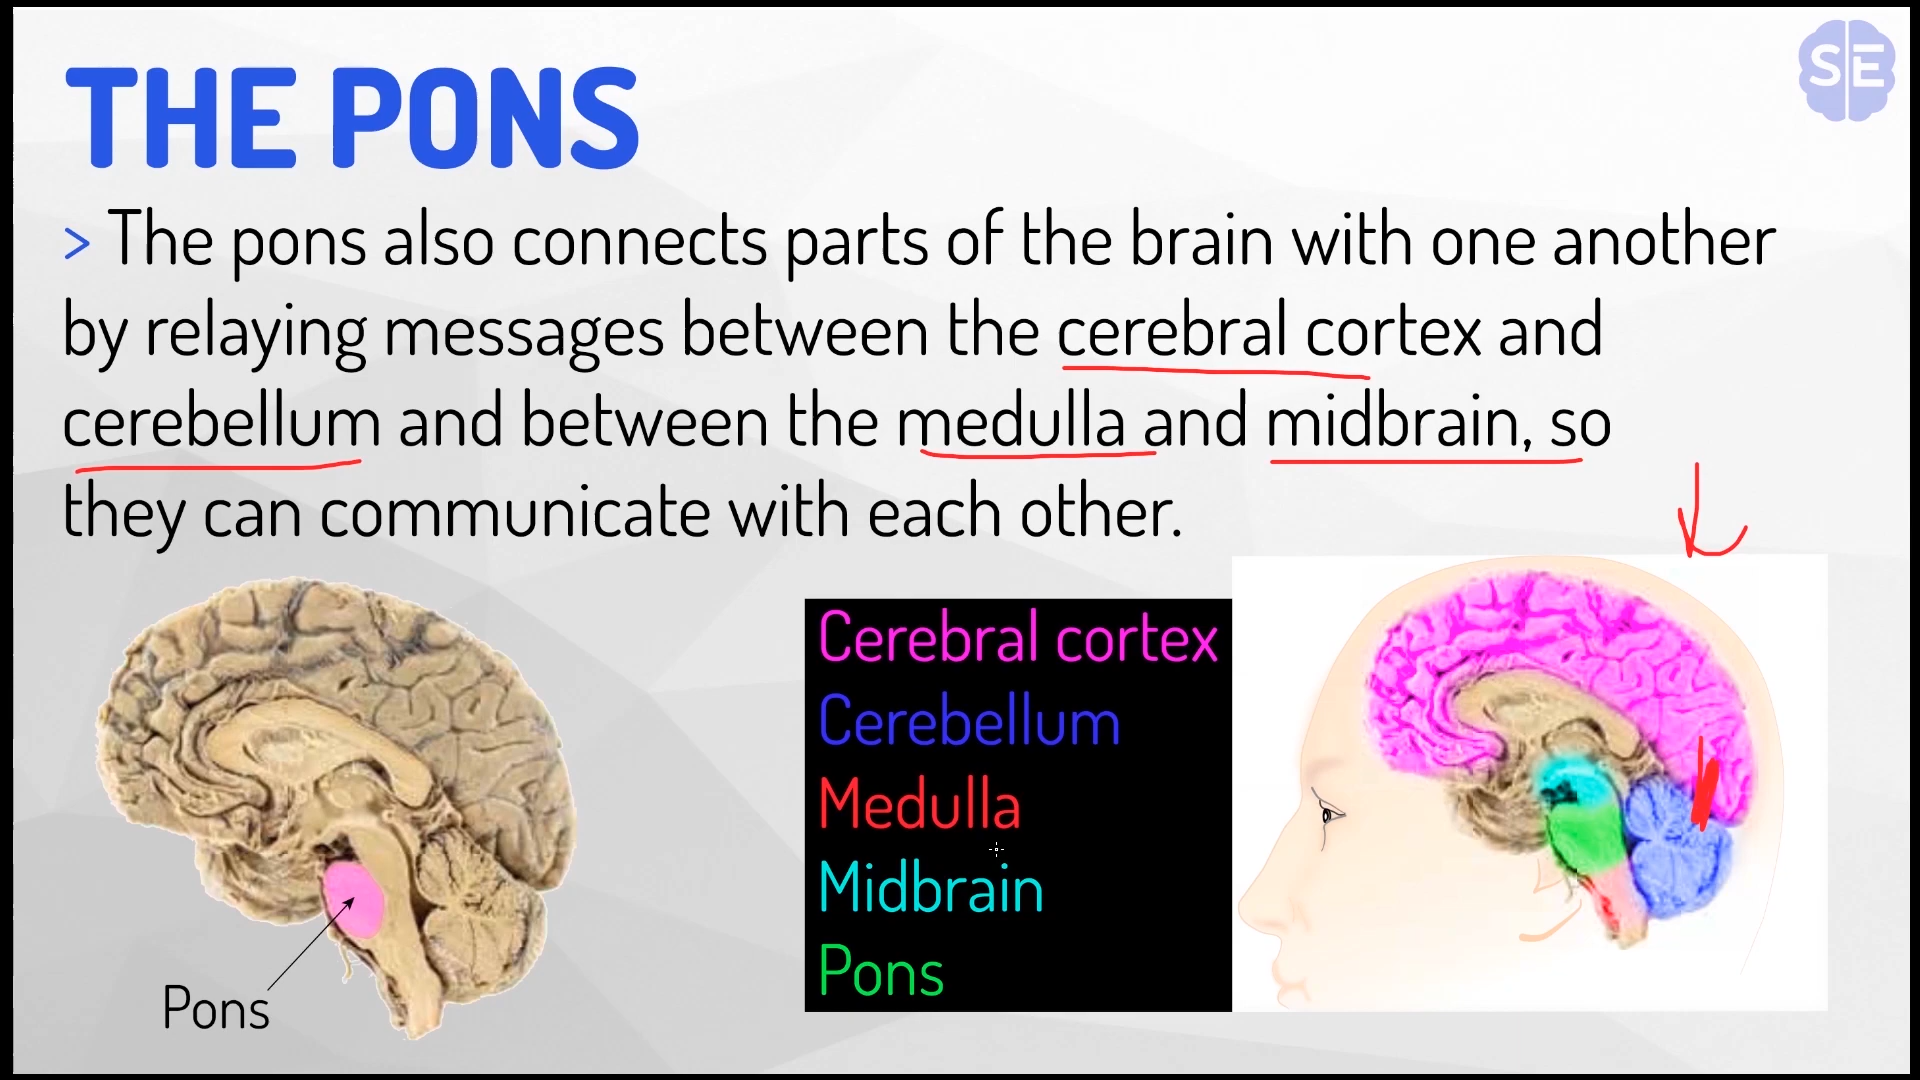 SE
THE PONS
> The pons also connects parts of the brain with one another
by relaying messages between the cerebral cortex and
cerebellum and between the medulla and midbrain, so
they can communicate with each other.
Cerebral cortex
Cerebellum
Medulla
Midbrain
Pons
Pons